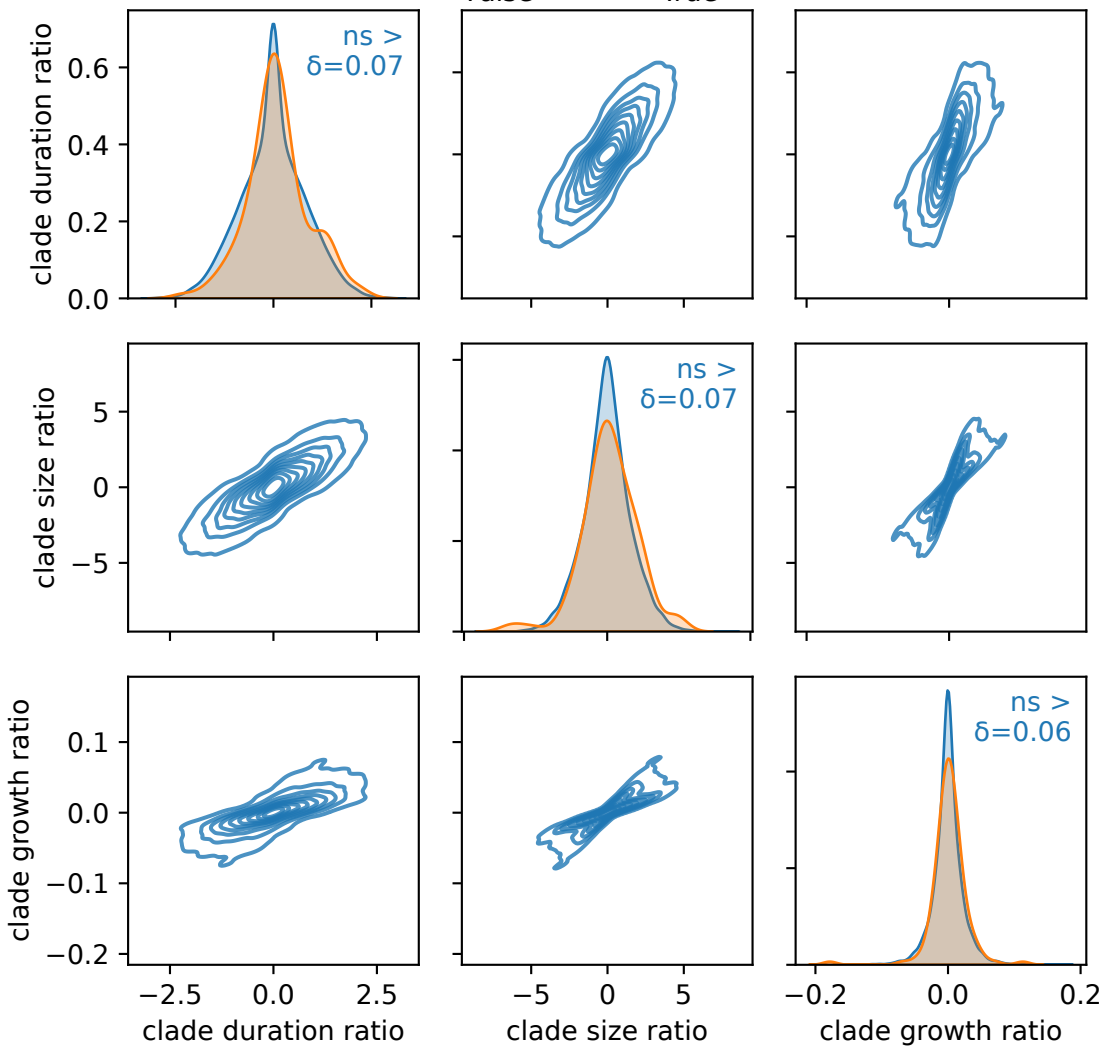 ns >
δ=0.07
clade duration ratio
0.6
0.4
0.2
0.0
ns >
δ=0.07
clade size ratio
5
0
−5
ns >
δ=0.06
clade growth ratio
0.1
0.0
−0.1
−0.2
−2.5 0.0 2.5
−5 0 5
−0.2 0.0 0.2
clade duration ratio
clade size ratio
clade growth ratio